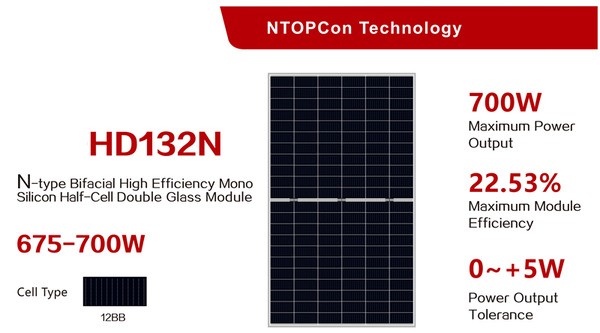 NTOPCon Technology
HD132N
N-type Bifacial High Efficiency Mono
Silicon Half-Cell Double Glass Module
675-700W
Cell Type
12BB
700W
Maximum Power
Output
22.53%
Maximum Module
Efficiency
0~+5W
Power Output
Tolerance